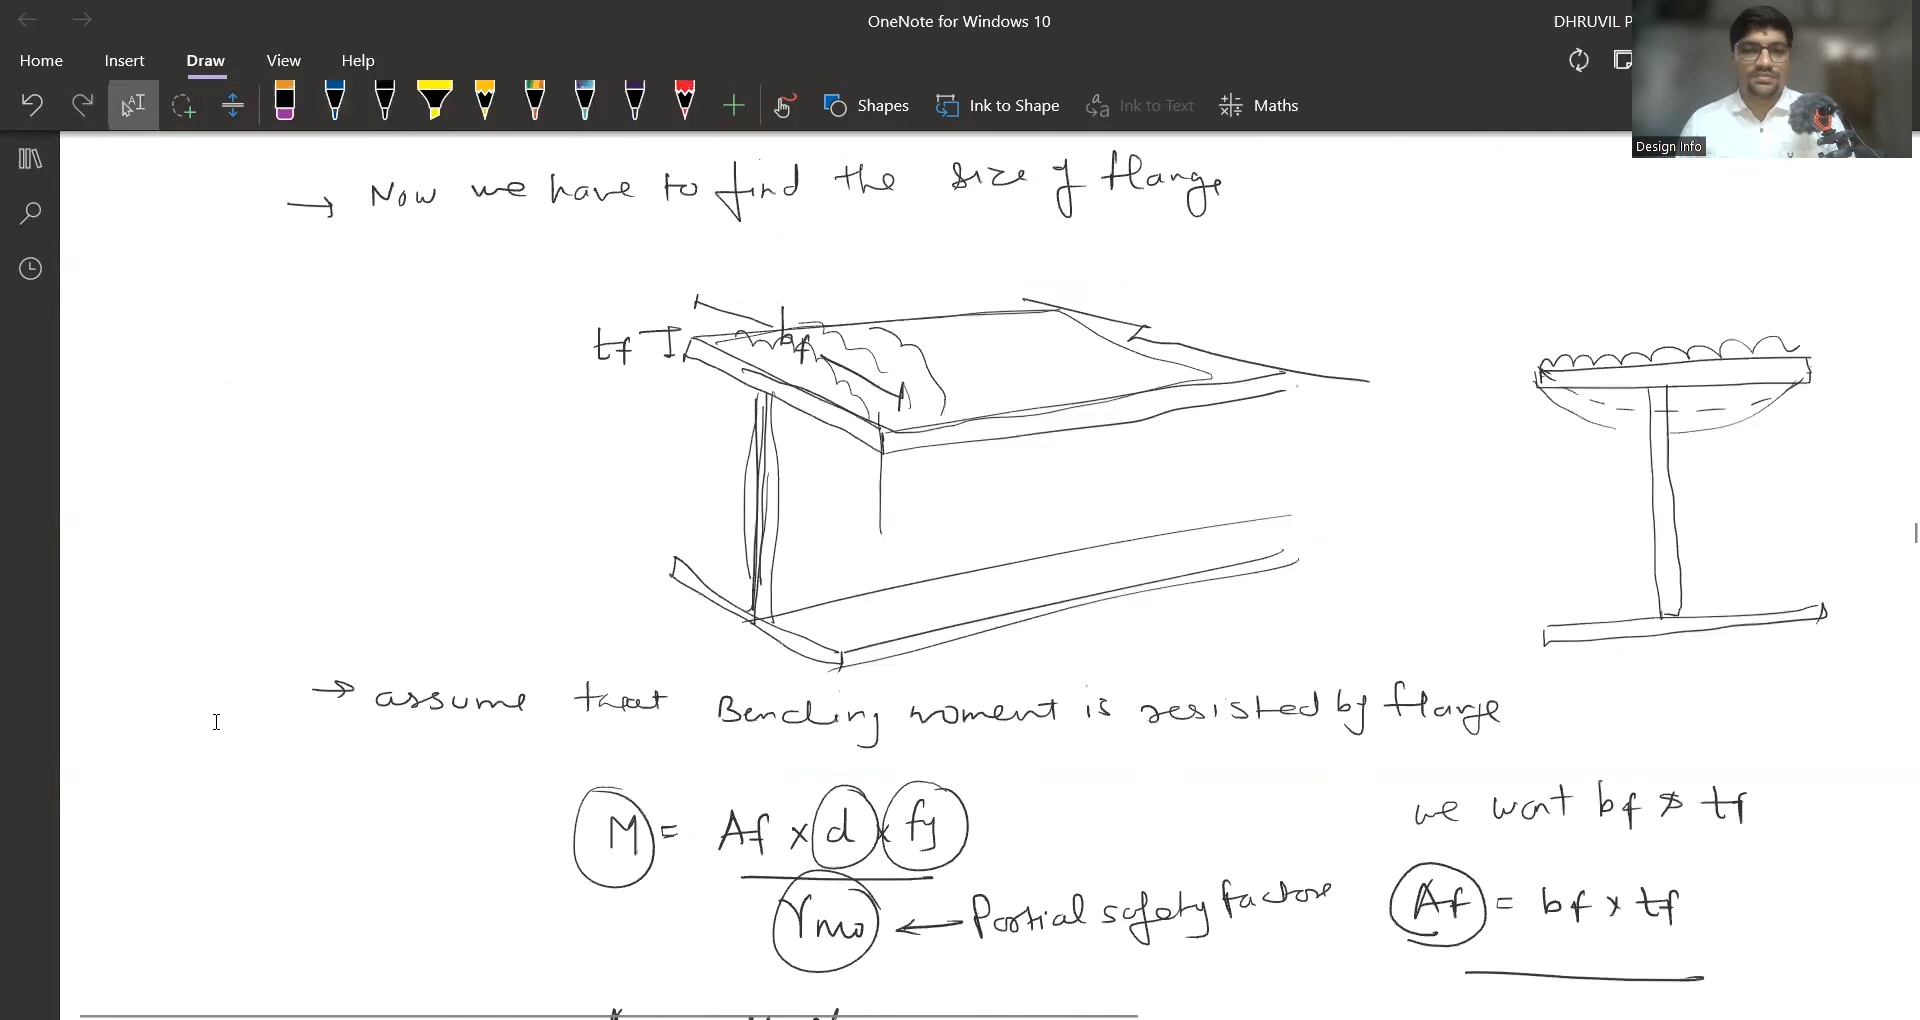 OneNote for Windows 10
DHRUVIL P
Home Insert Draw View Help
Shapes Ink to Shape Ink to Text Maths
Design Info
→ Now we have to find the size of flange
tf bf
→ assume that Bending moment is resisted by flange
M = Af × d × fy
γmo ← Partial safety factore
we want bf & tf
Af = bf × tf